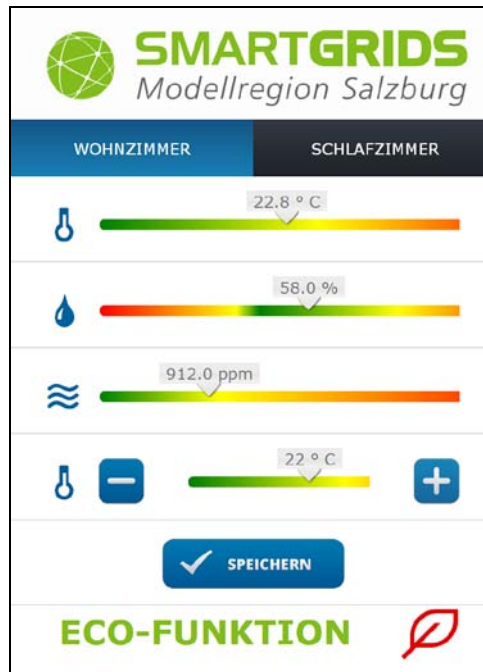 SMARTGRIDS
Modellregion Salzburg
WOHNZIMMER SCHLAFZIMMER
22.8 ° C
58.0 %
912.0 ppm
22 ° C
SPEICHERN
ECO-FUNKTION